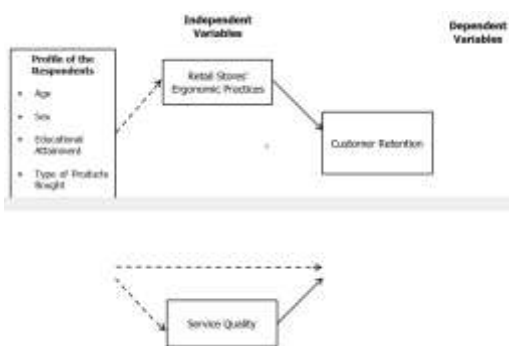 Independent
Variables
Dependent
Variables
Profile of the
Respondents
• Age
• Sex
• Educational
Attainment
• Type of Products
Bought
Retail Stores'
Ergonomic Practices
Customer Retention
Service Quality